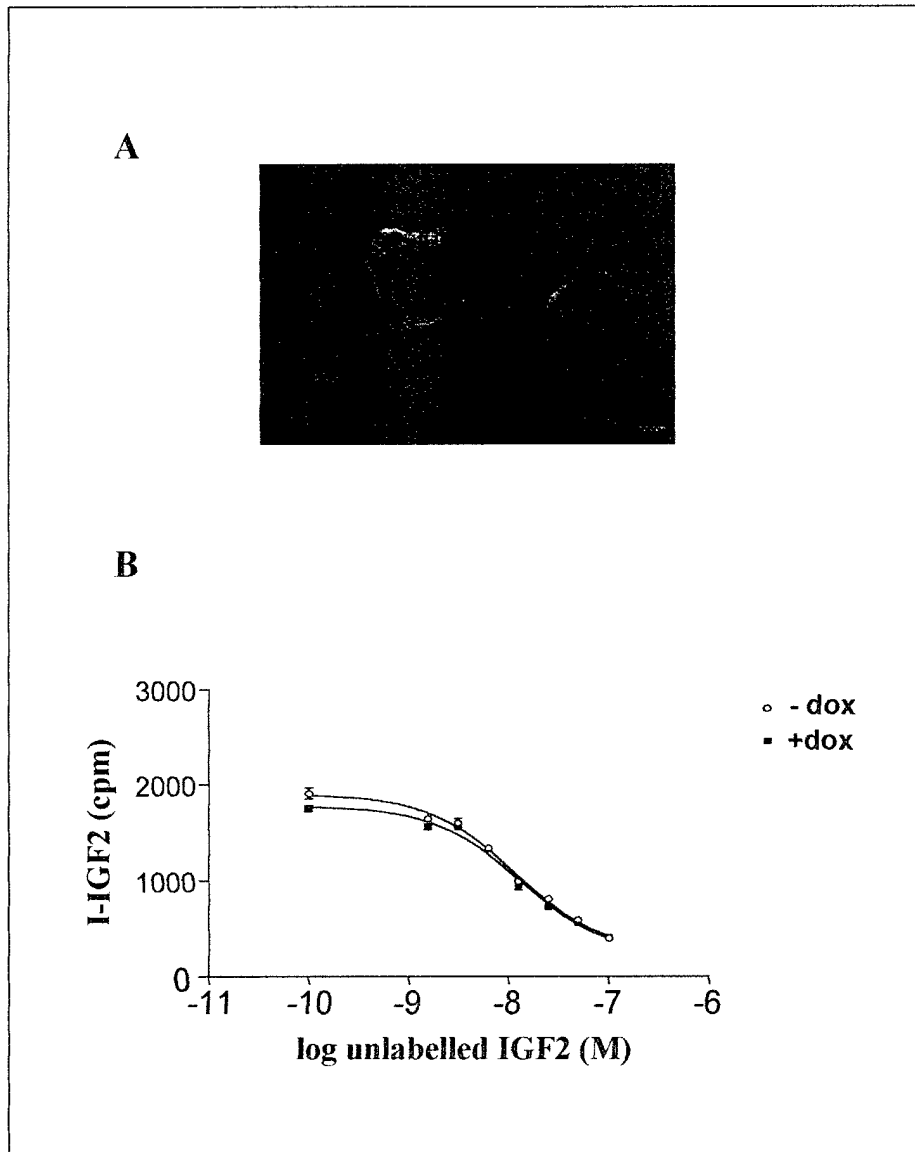 A
B
3000
2000
1000
0
-11 -10 -9 -8 -7 -6
I-IGF2 (cpm)
log unlabelled IGF2 (M)
- dox
+dox